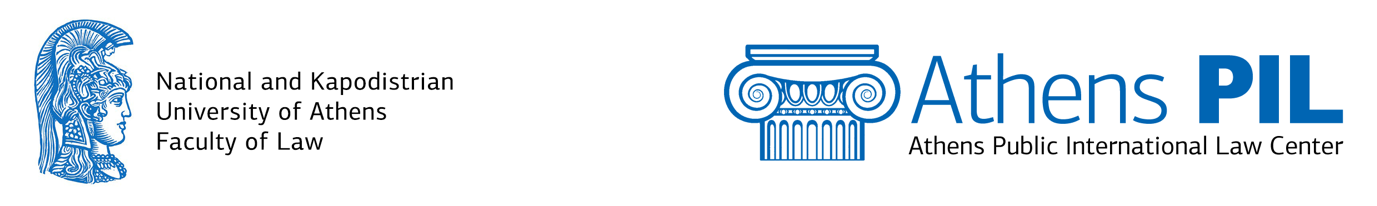 National and Kapodistrian
University of Athens
Faculty of Law
Athens PIL
Athens Public International Law Center